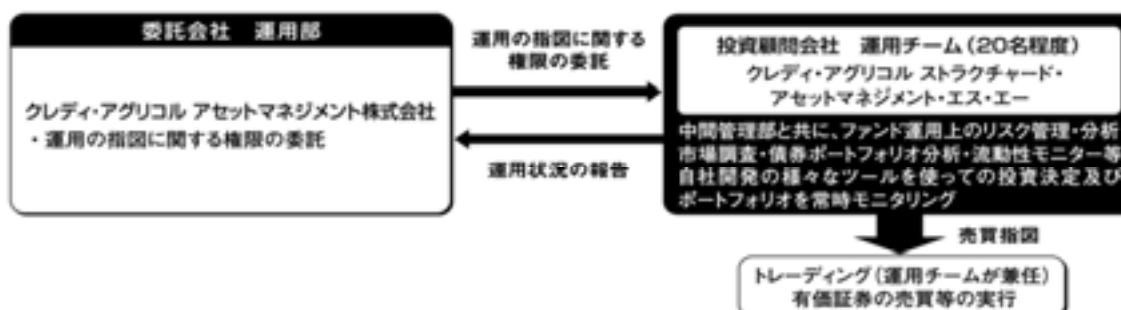 委託会社 運用部
クレディ・アグリコル アセットマネジメント株式会社
・運用の指図に関する権限の委託
運用の指図に関する
権限の委託
運用状況の報告
投資顧問会社 運用チーム(20名程度)
クレディ・アグリコル ストラクチャード・
アセットマネジメント・エス・エー
中間管理部と共に、ファンド運用上のリスク管理・分析
市場調査・債券ポートフォリオ分析・流動性モニター等
自社開発の様々なツールを使っての投資決定及び
ポートフォリオを常時モニタリング
売買指図
トレーディング(運用チームが兼任)
有価証券の売買等の実行